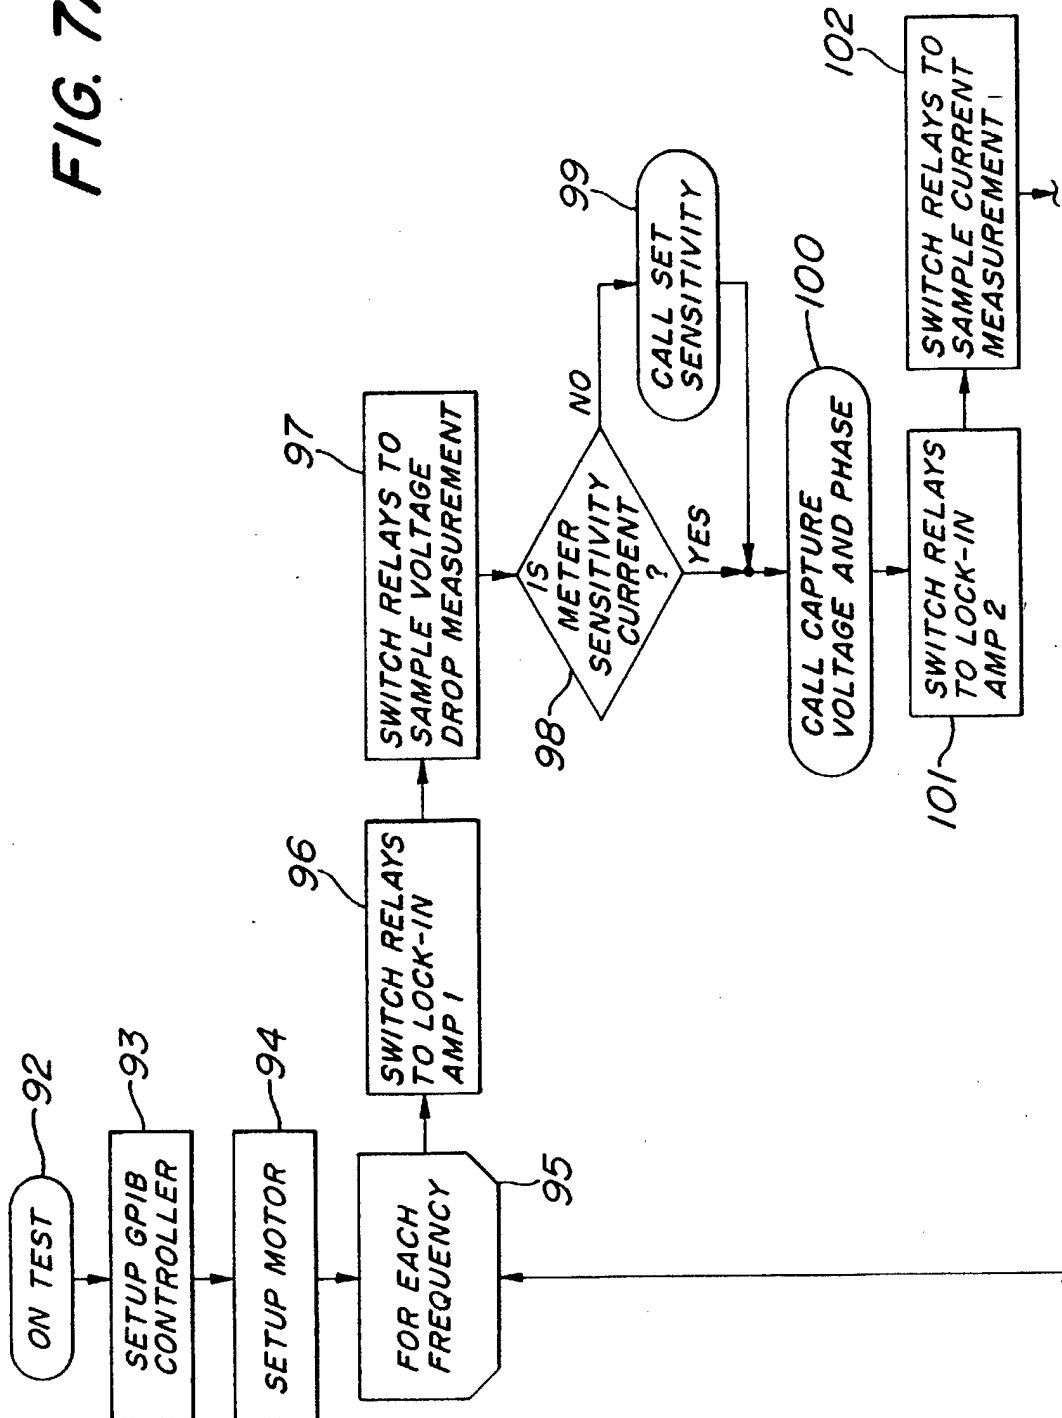 FIG. 7A
92
ON TEST
93
SETUP GPIB
CONTROLLER
94
SETUP MOTOR
95
FOR EACH
FREQUENCY
96
SWITCH RELAYS
TO LOCK-IN
AMP 1
97
SWITCH RELAYS TO
SAMPLE VOLTAGE
DROP MEASUREMENT
98
IS
METER
SENSITIVITY
CURRENT
?
NO
YES
99
CALL SET
SENSITIVITY
100
CALL CAPTURE
VOLTAGE AND PHASE
101
SWITCH RELAYS
TO LOCK-IN
AMP 2
102
SWITCH RELAYS TO
SAMPLE CURRENT
MEASUREMENT